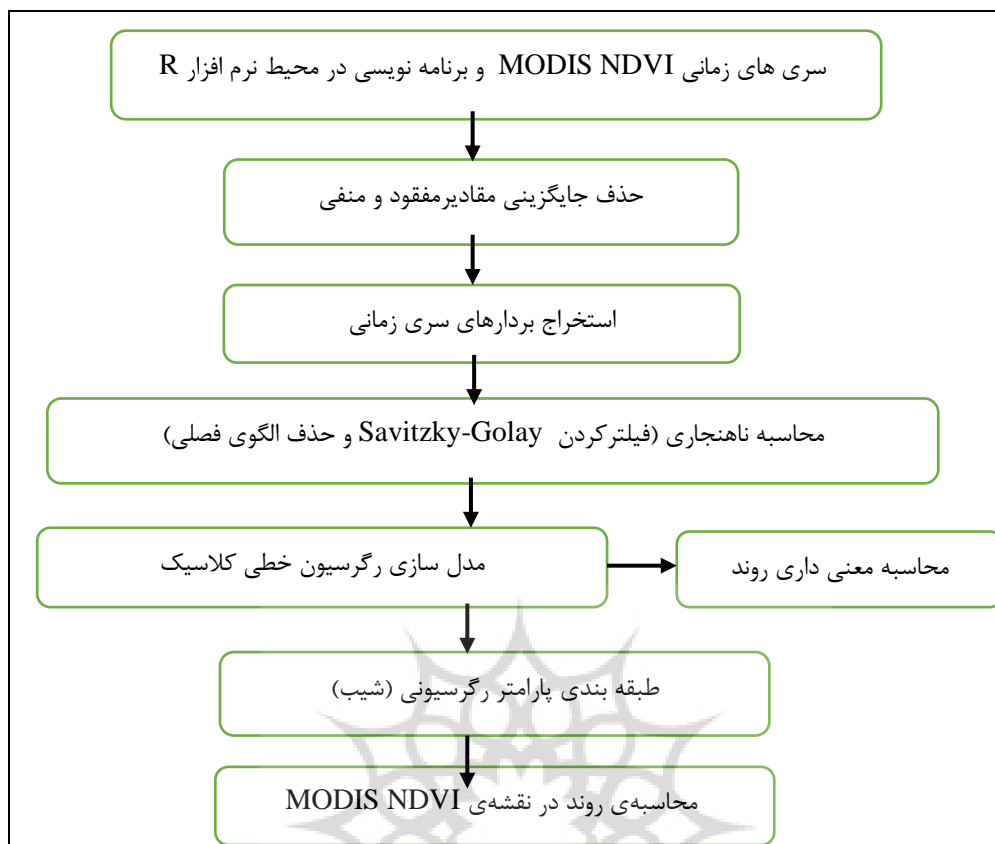 سری های زمانی MODIS NDVI و برنامه نویسی در محیط نرم افزار R
حذف جایگزینی مقادیرمفقود و منفی
استخراج بردارهای سری زمانی
محاسبه ناهنجاری (فیلترکردن Savitzky-Golay و حذف الگوی فصلی)
مدل سازی رگرسیون خطی کلاسیک
محاسبه معنی داری روند
طبقه بندی پارامتر رگرسیونی (شیب)
محاسبه‌ی روند در نقشه‌ی MODIS NDVI